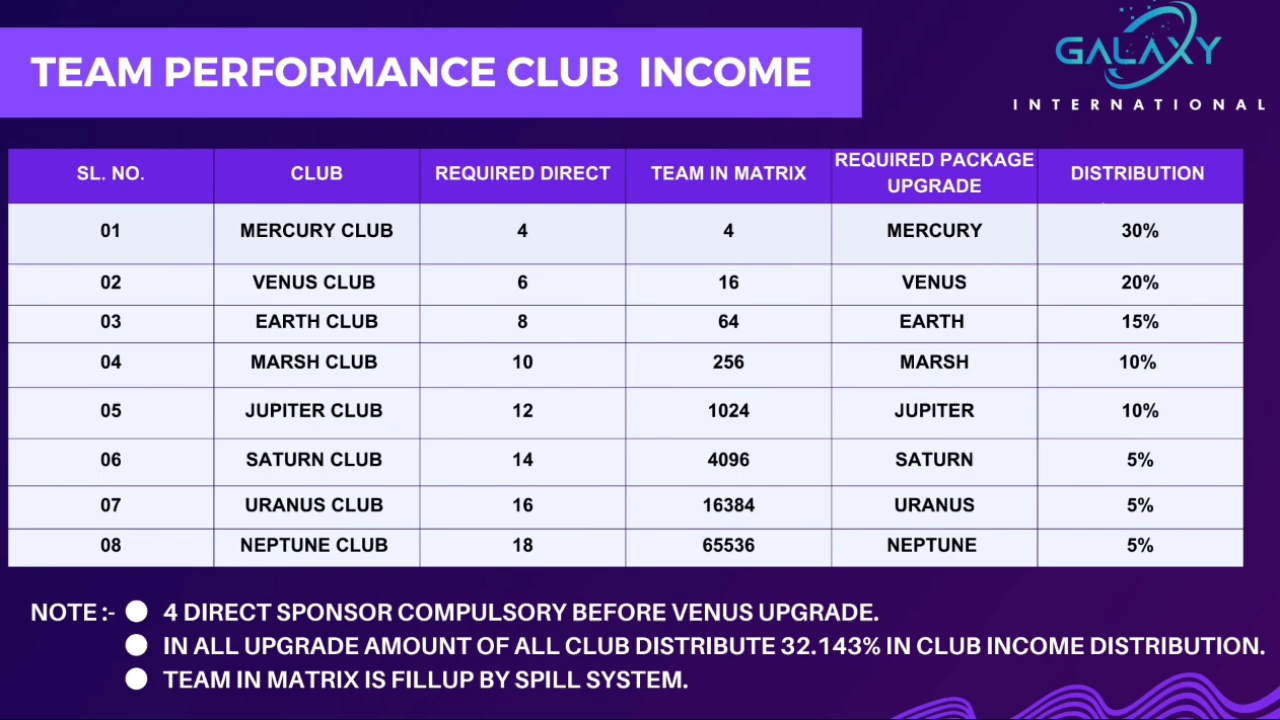 TEAM PERFORMANCE CLUB INCOME
GALAXY
INTERNATIONAL
SL. NO. CLUB REQUIRED DIRECT TEAM IN MATRIX REQUIRED PACKAGE UPGRADE DISTRIBUTION
01 MERCURY CLUB 4 4 MERCURY 30%
02 VENUS CLUB 6 16 VENUS 20%
03 EARTH CLUB 8 64 EARTH 15%
04 MARSH CLUB 10 256 MARSH 10%
05 JUPITER CLUB 12 1024 JUPITER 10%
06 SATURN CLUB 14 4096 SATURN 5%
07 URANUS CLUB 16 16384 URANUS 5%
08 NEPTUNE CLUB 18 65536 NEPTUNE 5%
NOTE :- ● 4 DIRECT SPONSOR COMPULSORY BEFORE VENUS UPGRADE.
● IN ALL UPGRADE AMOUNT OF ALL CLUB DISTRIBUTE 32.143% IN CLUB INCOME DISTRIBUTION.
● TEAM IN MATRIX IS FILLUP BY SPILL SYSTEM.